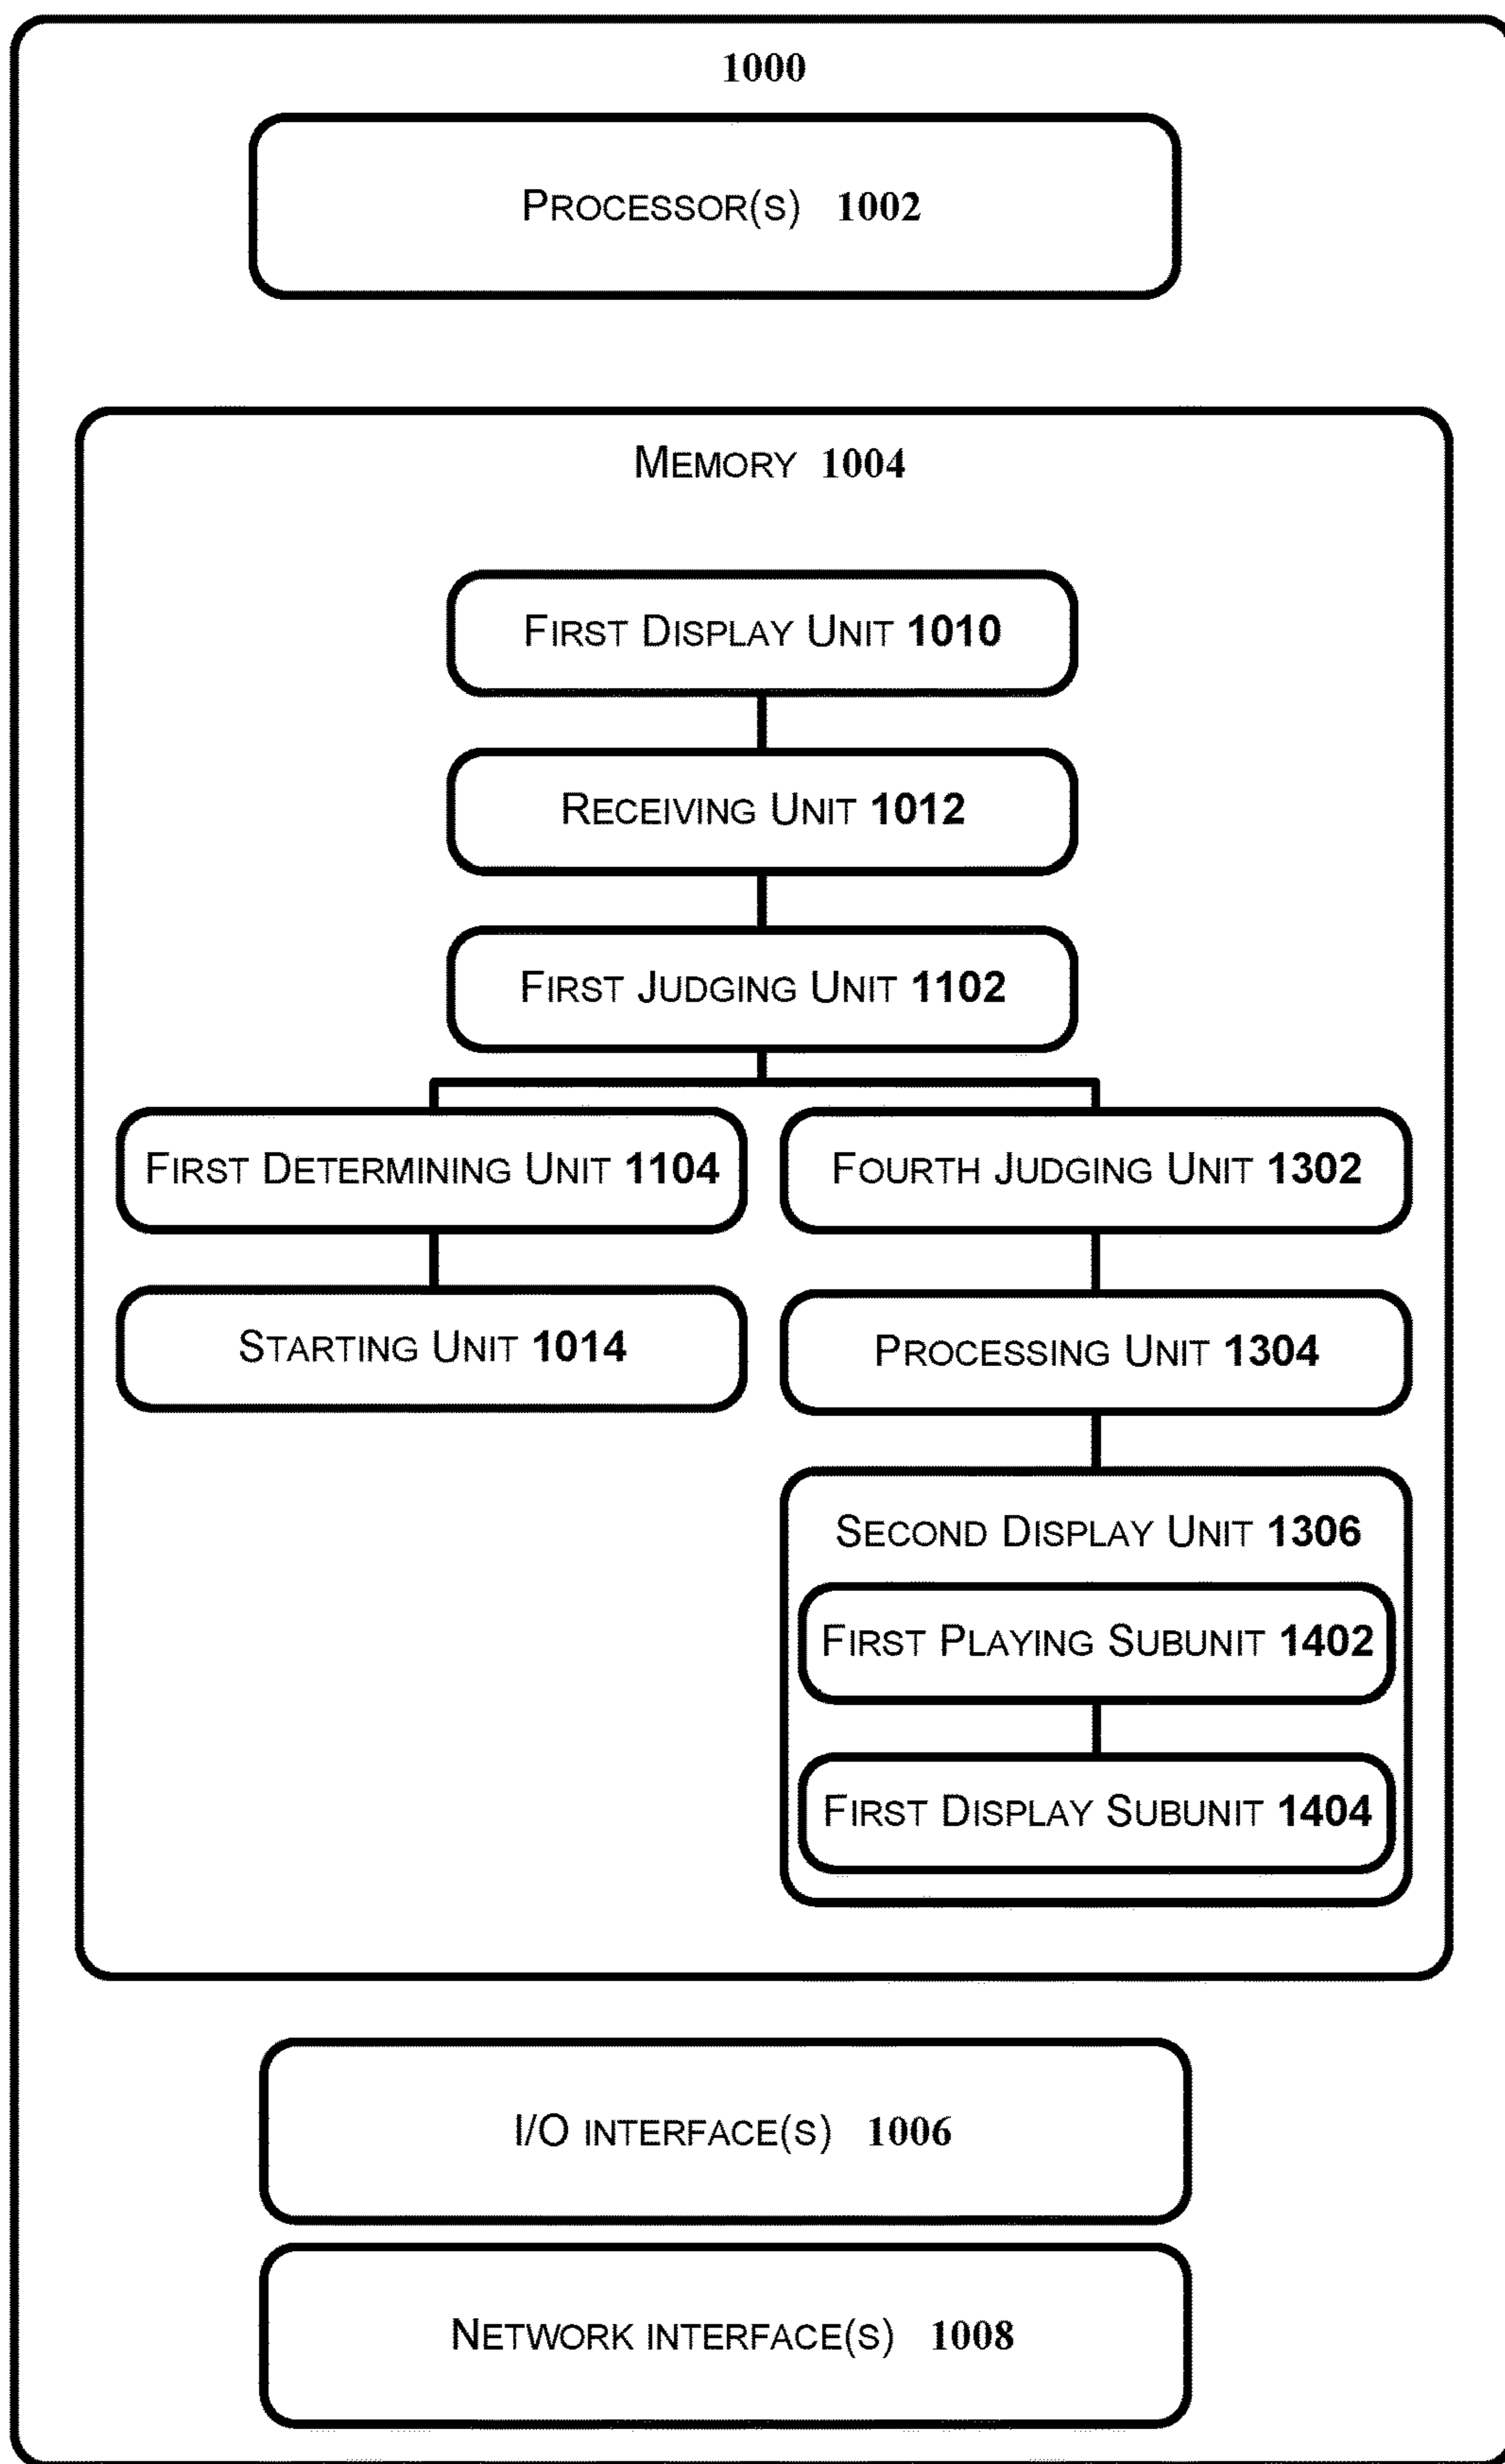 1000
PROCESSOR(S) 1002
MEMORY 1004
FIRST DISPLAY UNIT 1010
RECEIVING UNIT 1012
FIRST JUDGING UNIT 1102
FIRST DETERMINING UNIT 1104
FOURTH JUDGING UNIT 1302
STARTING UNIT 1014
PROCESSING UNIT 1304
SECOND DISPLAY UNIT 1306
FIRST PLAYING SUBUNIT 1402
FIRST DISPLAY SUBUNIT 1404
I/O INTERFACE(S) 1006
NETWORK INTERFACE(S) 1008